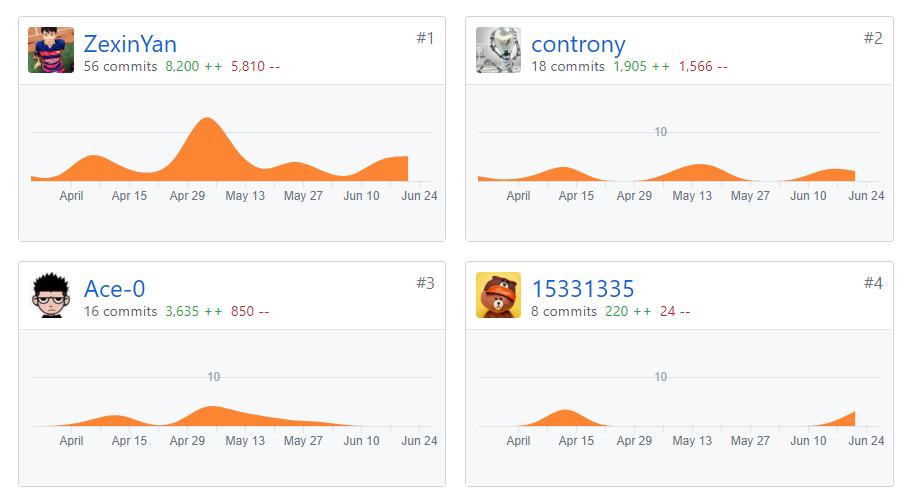 ZexinYan #1
56 commits 8,200 ++ 5,810 --
April Apr 15 Apr 29 May 13 May 27 Jun 10 Jun 24
controny #2
18 commits 1,905 ++ 1,566 --
10
April Apr 15 Apr 29 May 13 May 27 Jun 10 Jun 24
Ace-0 #3
16 commits 3,635 ++ 850 --
10
April Apr 15 Apr 29 May 13 May 27 Jun 10 Jun 24
15331335 #4
8 commits 220 ++ 24 --
10
April Apr 15 Apr 29 May 13 May 27 Jun 10 Jun 24